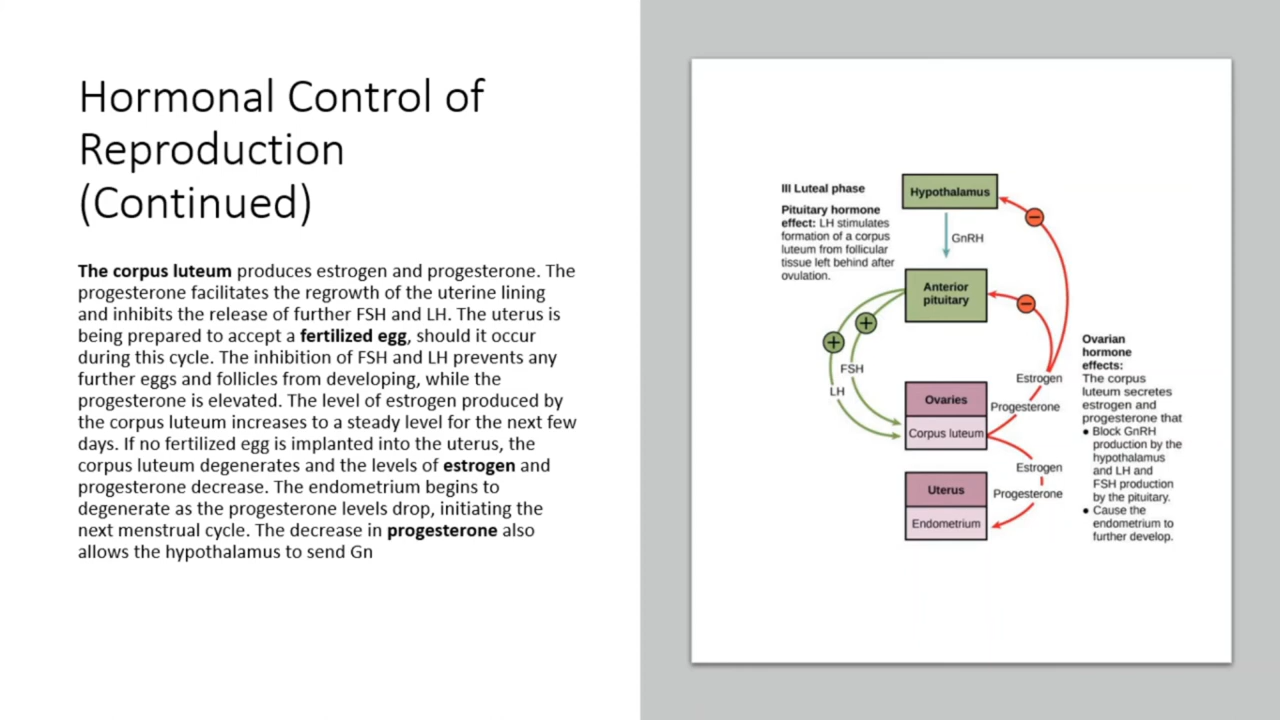 Hormonal Control of
Reproduction
(Continued)
The corpus luteum produces estrogen and progesterone. The
progesterone facilitates the regrowth of the uterine lining
and inhibits the release of further FSH and LH. The uterus is
being prepared to accept a fertilized egg, should it occur
during this cycle. The inhibition of FSH and LH prevents any
further eggs and follicles from developing, while the
progesterone is elevated. The level of estrogen produced by
the corpus luteum increases to a steady level for the next few
days. If no fertilized egg is implanted into the uterus, the
corpus luteum degenerates and the levels of estrogen and
progesterone decrease. The endometrium begins to
degenerate as the progesterone levels drop, initiating the
next menstrual cycle. The decrease in progesterone also
allows the hypothalamus to send Gn
III Luteal phase
Pituitary hormone
effect: LH stimulates
formation of a corpus
luteum from follicular
tissue left behind after
ovulation.
Hypothalamus
GnRH
Anterior
pituitary
FSH
LH
Ovaries
Corpus luteum
Estrogen
Progesterone
Estrogen
Progesterone
Uterus
Endometrium
Ovarian
hormone
effects:
The corpus
luteum secretes
estrogen and
progesterone that
● Block GnRH
production by the
hypothalamus
and LH and
FSH production
by the pituitary.
● Cause the
endometrium to
further develop.